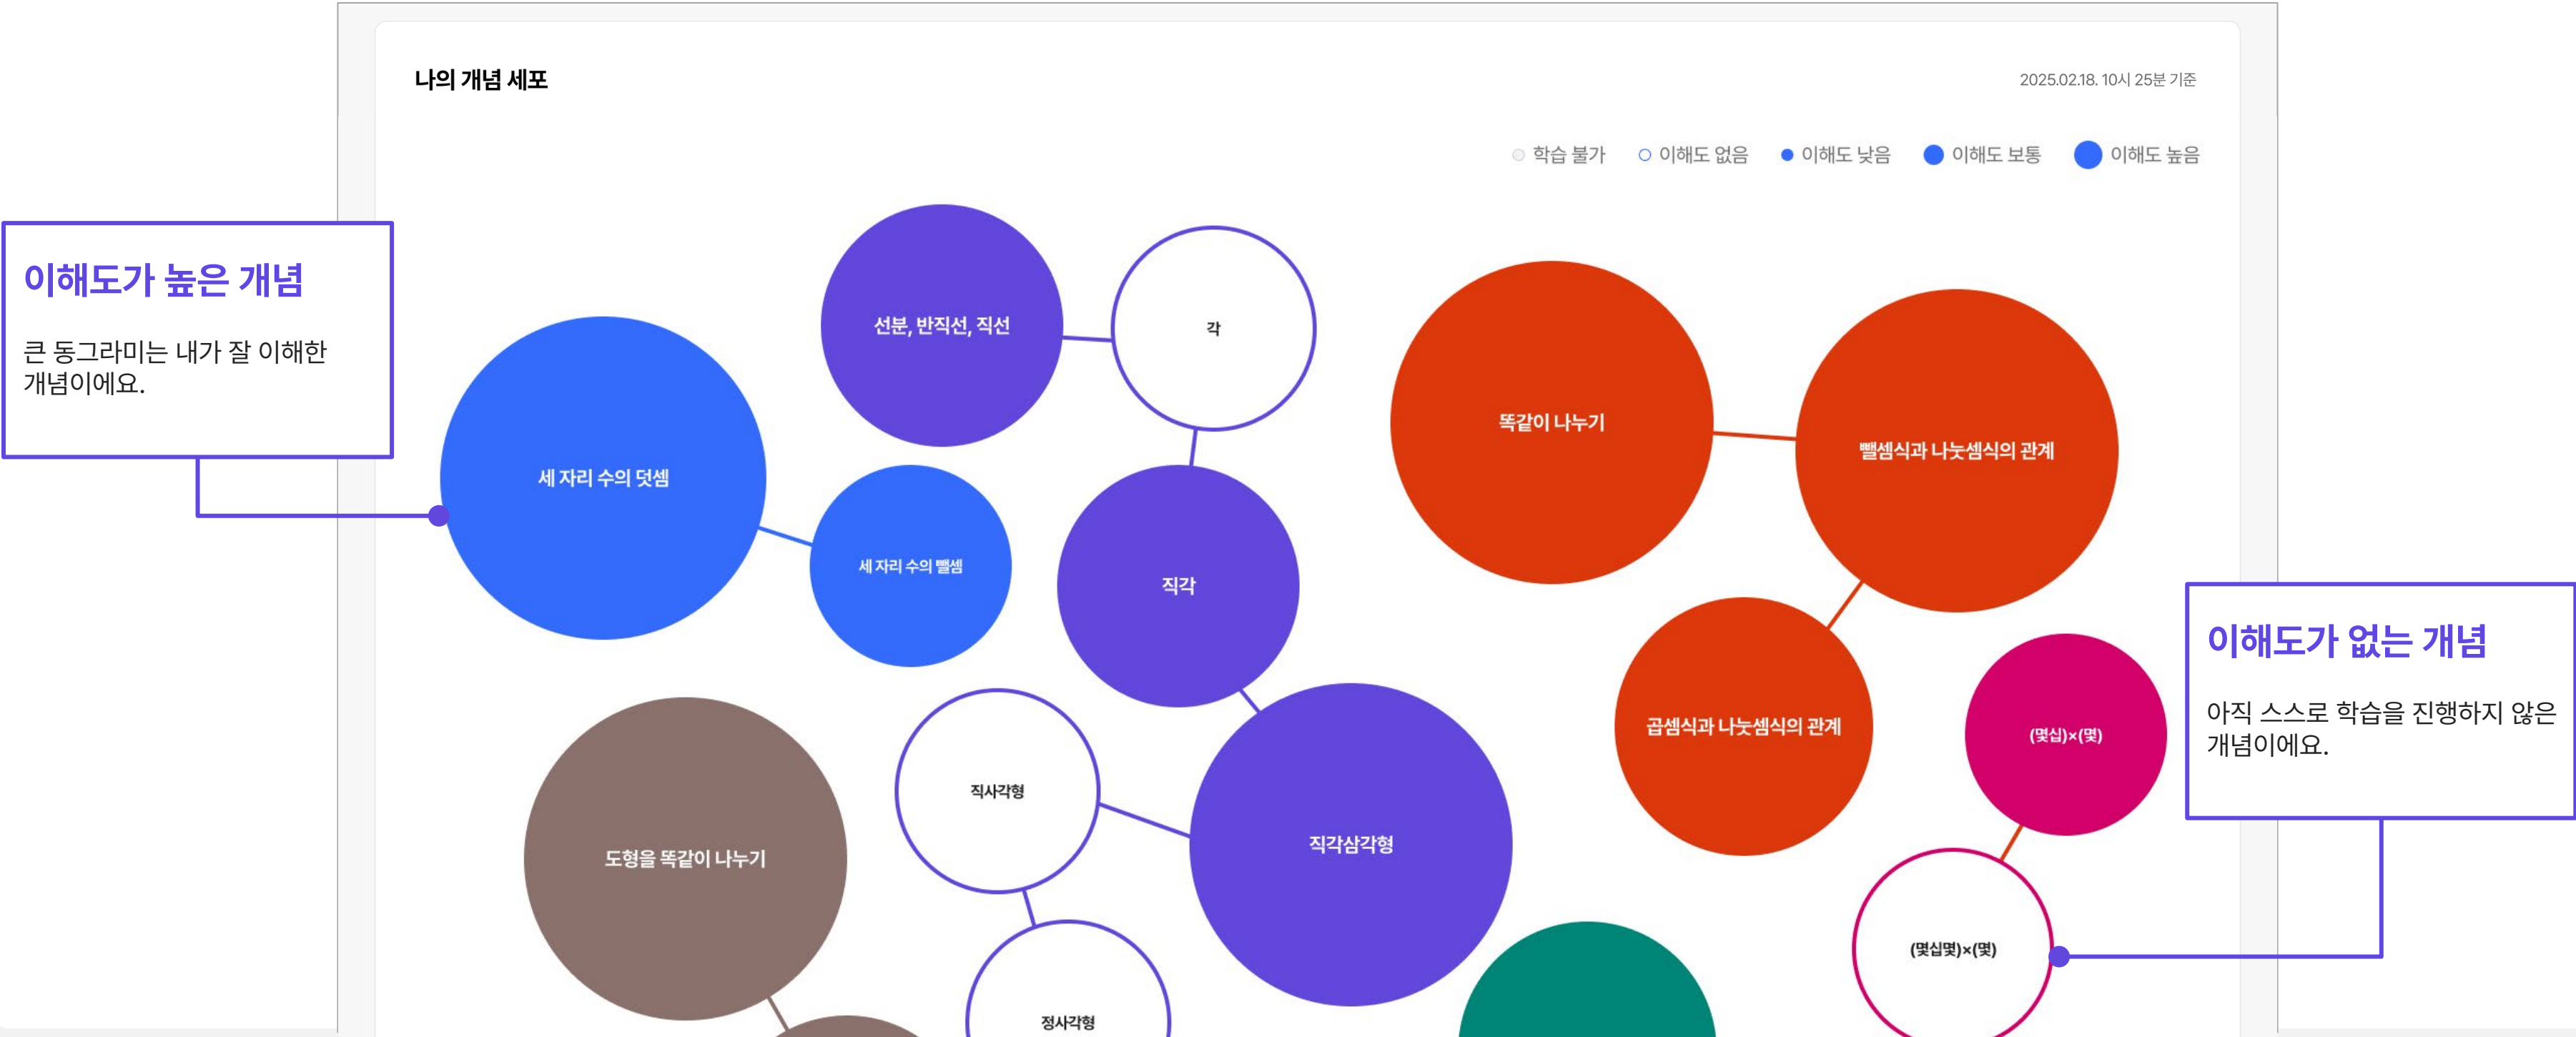 나의 개념 세포
2025.02.18. 10시 25분 기준
학습 불가
이해도 없음
이해도 낮음
이해도 보통
이해도 높음
이해도가 높은 개념
큰 동그라미는 내가 잘 이해한
개념이에요.
선분, 반직선, 직선
각
똑같이 나누기
뺄셈식과 나눗셈식의 관계
세 자리 수의 덧셈
세 자리 수의 뺄셈
직각
이해도가 없는 개념
아직 스스로 학습을 진행하지 않은
개념이에요.
곱셈식과 나눗셈식의 관계
(몇십)×(몇)
직사각형
직각삼각형
도형을 똑같이 나누기
(몇십몇)×(몇)
정사각형